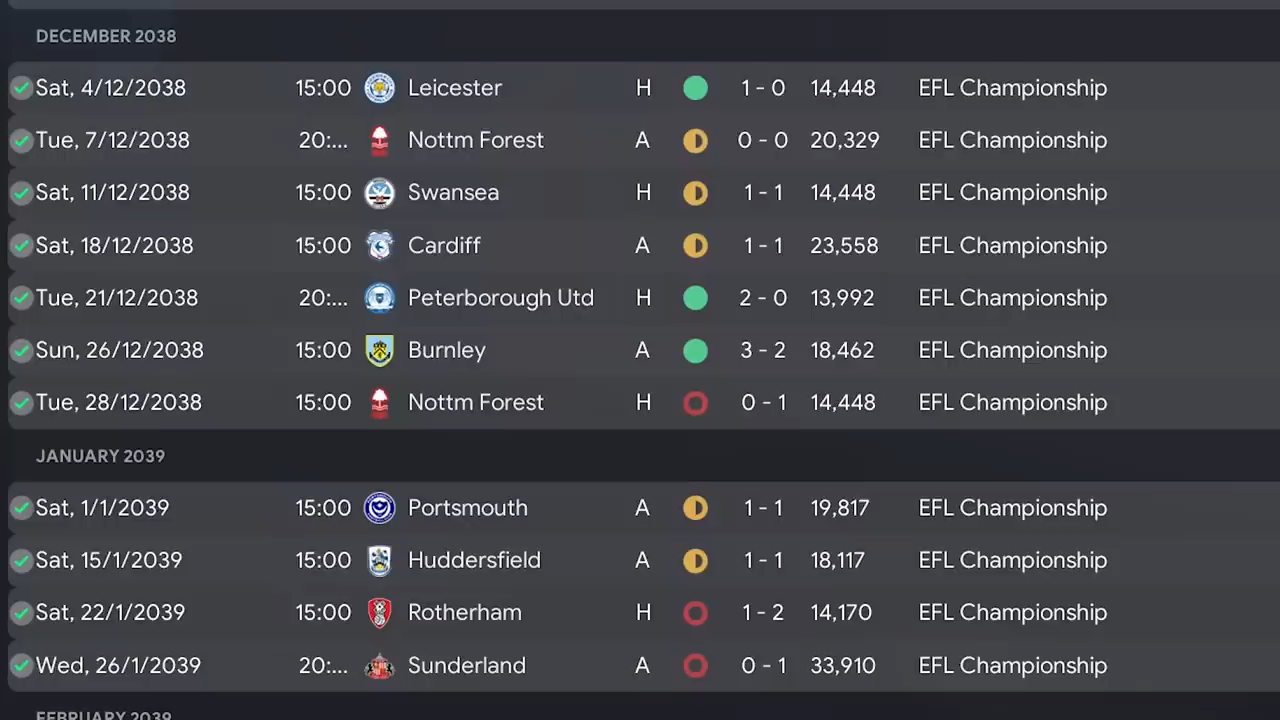 DECEMBER 2038
Sat, 4/12/2038 15:00 Leicester H 1 - 0 14,448 EFL Championship
Tue, 7/12/2038 20:... Nottm Forest A 0 - 0 20,329 EFL Championship
Sat, 11/12/2038 15:00 Swansea H 1 - 1 14,448 EFL Championship
Sat, 18/12/2038 15:00 Cardiff A 1 - 1 23,558 EFL Championship
Tue, 21/12/2038 20:... Peterborough Utd H 2 - 0 13,992 EFL Championship
Sun, 26/12/2038 15:00 Burnley A 3 - 2 18,462 EFL Championship
Tue, 28/12/2038 15:00 Nottm Forest H 0 - 1 14,448 EFL Championship
JANUARY 2039
Sat, 1/1/2039 15:00 Portsmouth A 1 - 1 19,817 EFL Championship
Sat, 15/1/2039 15:00 Huddersfield A 1 - 1 18,117 EFL Championship
Sat, 22/1/2039 15:00 Rotherham H 1 - 2 14,170 EFL Championship
Wed, 26/1/2039 20:... Sunderland A 0 - 1 33,910 EFL Championship
FEBRUARY 2039